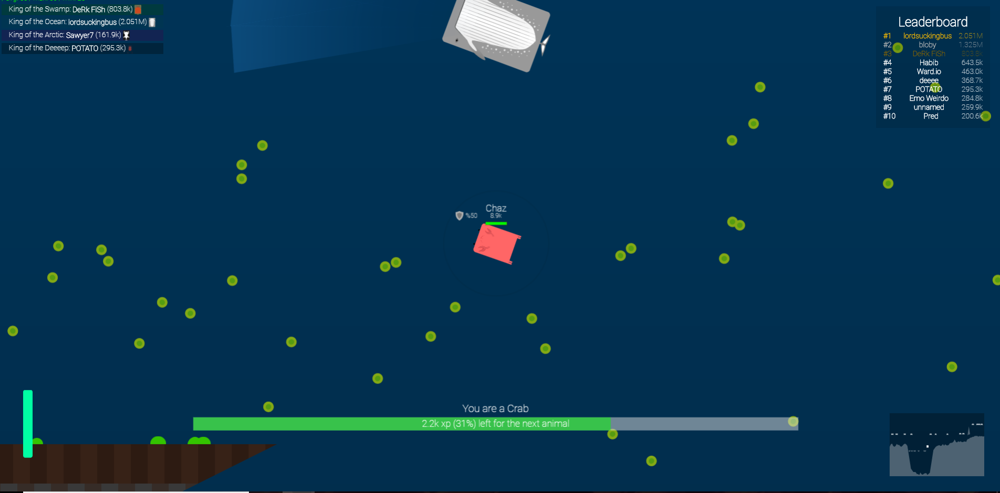 King of the Swamp: DeRk FiSh (803.8k)
King of the Ocean: lordsuckingbus (2.051M)
King of the Arctic: Sawyer7 (161.9k)
King of the Deeeep: POTATO (295.3k)
Leaderboard
#1 lordsuckingbus 2.051M
#2 bloby 1.325M
#3 DeRk FiSh 803.8k
#4 Habib 643.5k
#5 Ward.io 463.0k
#6 deeee 368.7k
#7 POTATO 295.3k
#8 Emo Weirdo 284.8k
#9 unnamed 259.9k
#10 Pred 200.6k
Chaz
%50 8.9k
You are a Crab
2.2k xp (31%) left for the next animal